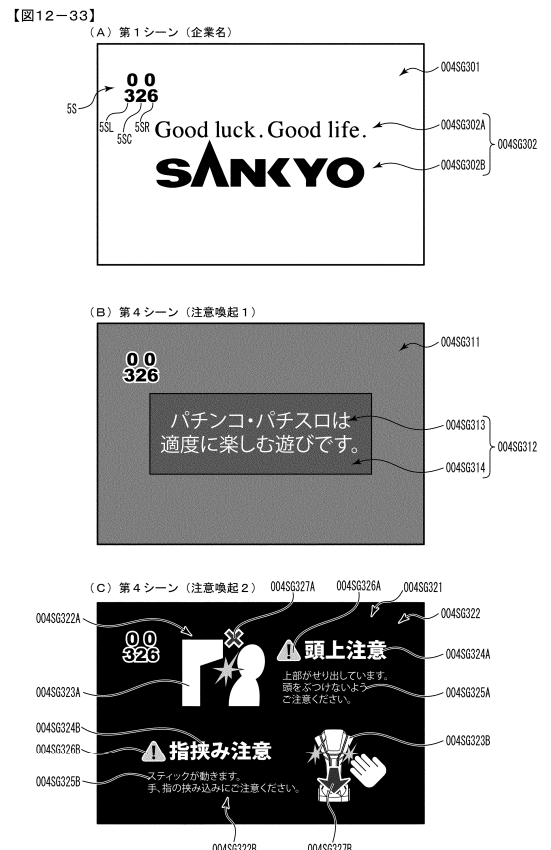 【図12-33】
(A)第1シーン(企業名)
004SG301
0 0
326
5S
5SL
5SC
5SR
Good luck. Good life.
SANKYO
004SG302A
004SG302B
004SG302
(B)第4シーン(注意喚起1)
004SG311
0 0
326
パチンコ・パチスロは
適度に楽しむ遊びです。
004SG313
004SG314
004SG312
(C)第4シーン(注意喚起2)
004SG327A
004SG326A
004SG321
004SG322
004SG322A
0 0
326
頭上注意
004SG324A
上部がせり出しています。
頭をぶつけないよう
ご注意ください。
004SG325A
004SG323A
004SG324B
004SG326B
指挟み注意
004SG323B
004SG325B
スティックが動きます。
手、指の挟み込みにご注意ください。
004SG322B
004SG327B